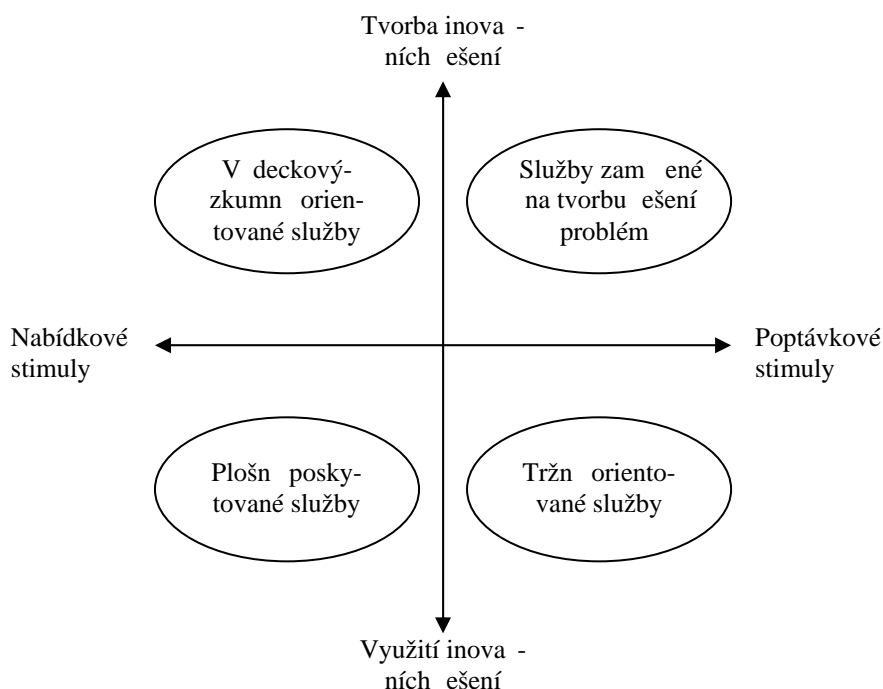 Tvorba inova -
ních ešení
V deckový-
zkumn orien-
tované služby
Služby zam ené
na tvorbu ešení
problém
Nabídkové
stimuly
Poptávkové
stimuly
Plošn posky-
tované služby
Tržn oriento-
vané služby
Využití inova -
ních ešení